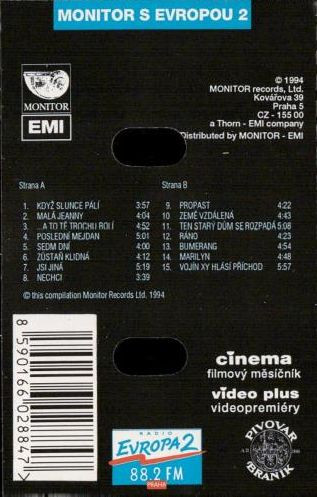 MONITOR S EVROPOU 2
© 1994
MONITOR records, Ltd.
Kovářova 39
Praha 5
CZ - 155 00
a Thorn - EMI company
Distributed by MONITOR - EMI
MONITOR
EMI
Strana A
1. KDYŽ SLUNCE PÁLÍ 3:57
2. MALÁ JEANNY 4:04
3. ...A TO TĚ TROCHU BOLÍ 4:52
4. POSLEDNÍ MEJDAN 5:01
5. SEDM DNÍ 4:00
6. ZŮSTAŇ KLIDNÁ 4:12
7. JSI JINÁ 5:19
8. NECHCI 3:39
Strana B
9. PROPAST 4:22
10. ZEMĚ VZDÁLENÁ 4:43
11. TEN STARÝ DŮM SE ROZPADÁ 5:08
12. RÁNO 4:23
13. BUMERANG 4:54
14. MARILYN 4:48
15. VOJÍN XY HLÁSÍ PŘÍCHOD 5:57
© this compilation Monitor Records Ltd. 1994
8 590166 028847 >
cinema
filmový měsíčník
video plus
videopremiéry
RADIO
EVROPA 2
88.2 FM
PRAHA
PIVOVAR
BRANÍK